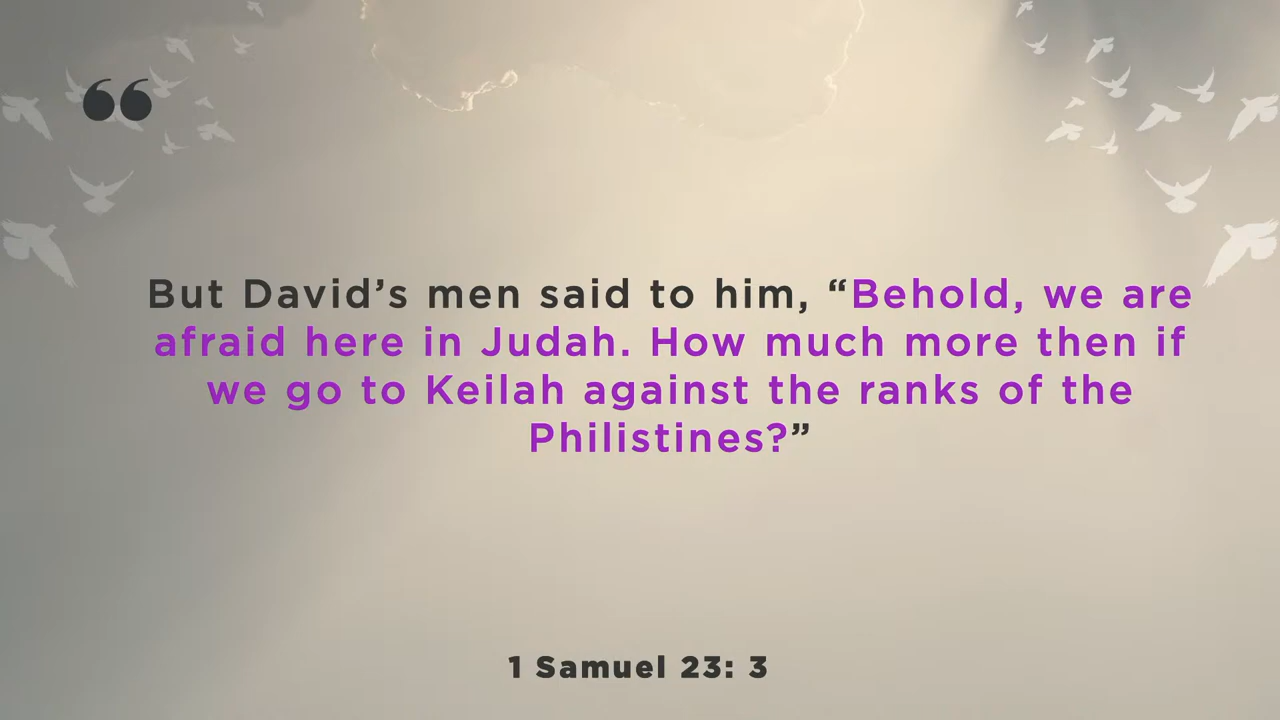 “
But David’s men said to him, “Behold, we are
afraid here in Judah. How much more then if
we go to Keilah against the ranks of the
Philistines?”
1 Samuel 23: 3